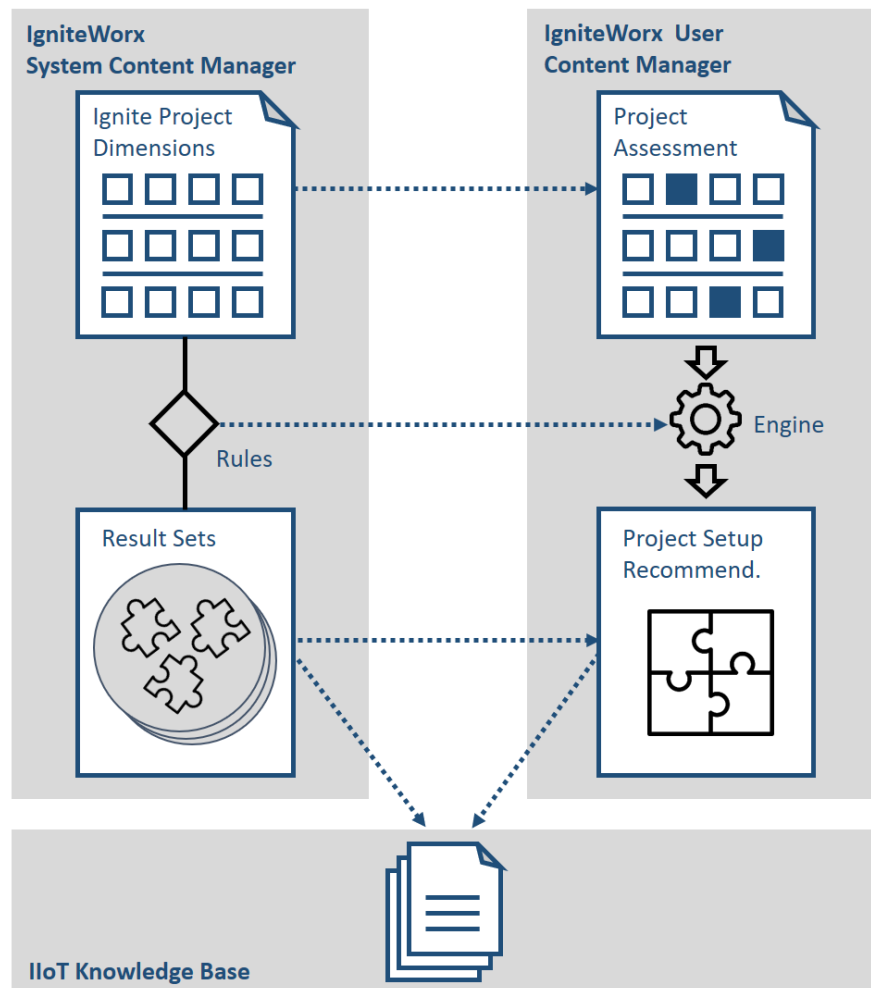 IgniteWorx
System Content Manager
Ignite Project
Dimensions
Rules
Result Sets
IgniteWorx User
Content Manager
Project
Assessment
Engine
Project Setup
Recommend.
IIoT Knowledge Base